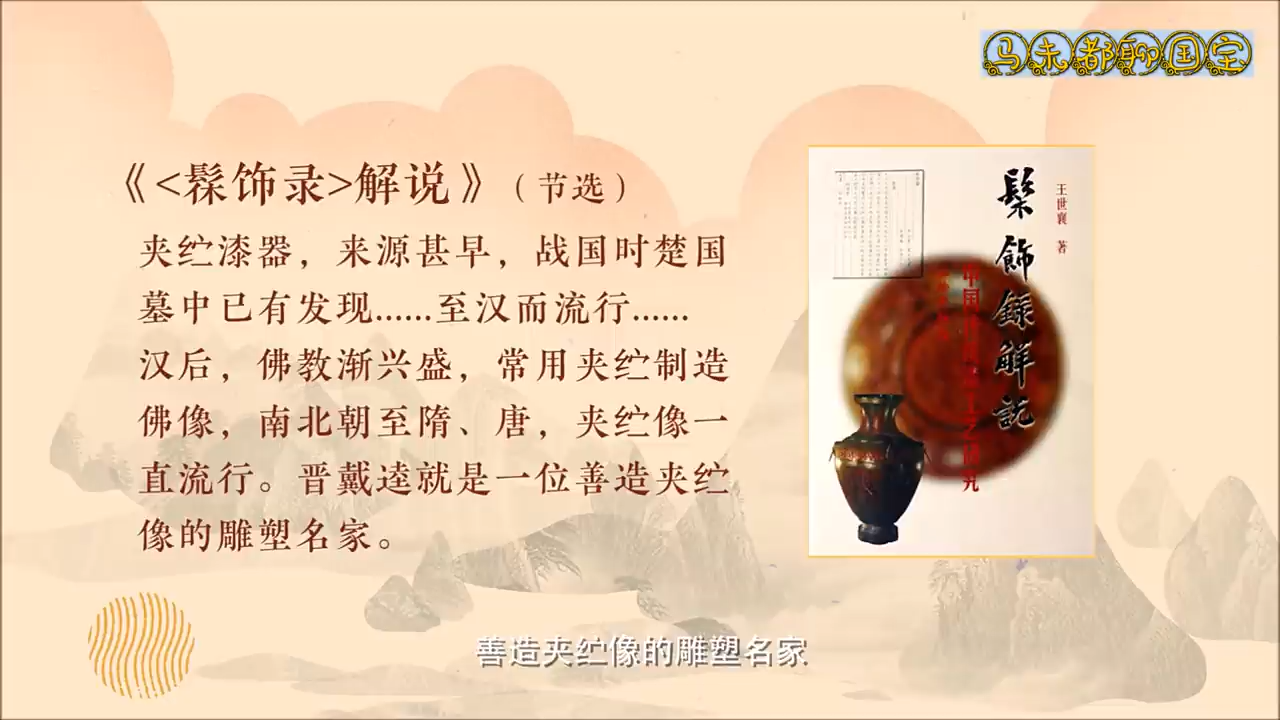 马未都聊国宝
《<髹饰录>解说》（节选）
夹纻漆器，来源甚早，战国时楚国
墓中已有发现......至汉而流行......
汉后，佛教渐兴盛，常用夹纻制造
佛像，南北朝至隋、唐，夹纻像一
直流行。晋戴逵就是一位善造夹纻
像的雕塑名家。
髹飾録解説
王世襄 著
善造夹纻像的雕塑名家